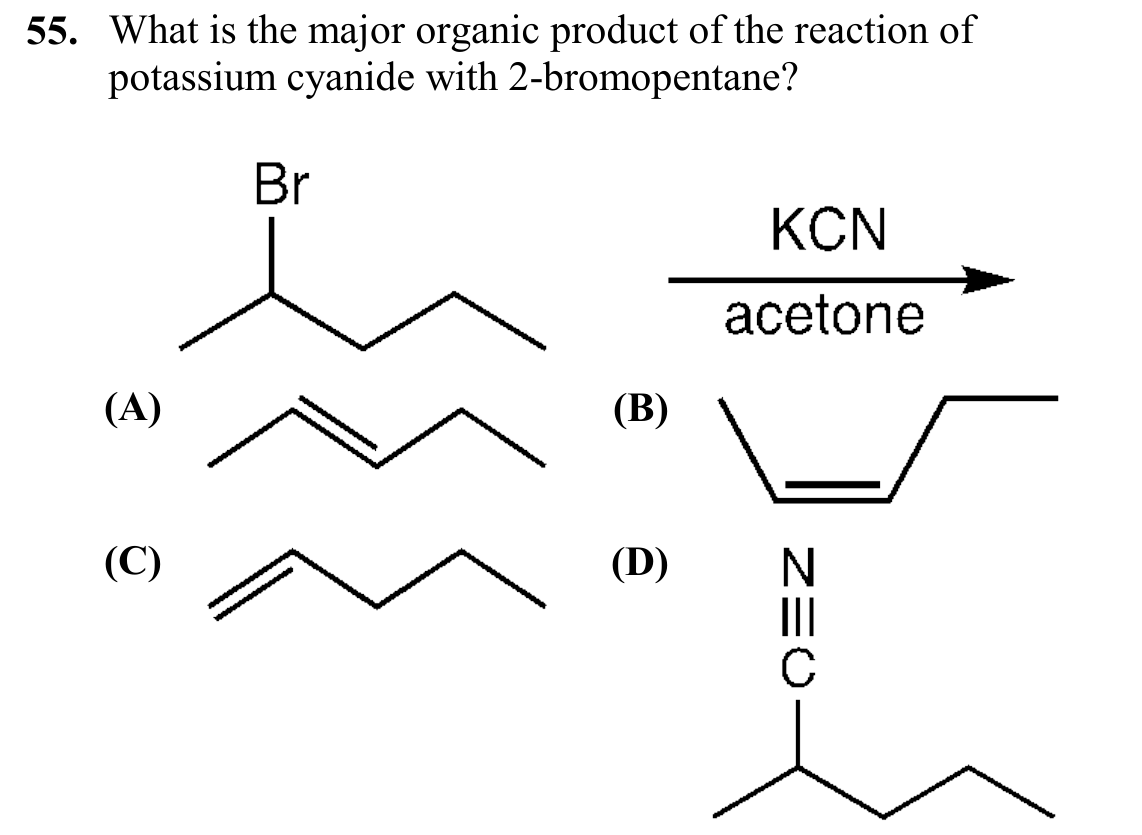 55. What is the major organic product of the reaction of
potassium cyanide with 2-bromopentane?
Br
KCN
acetone
(A)
(B)
(C)
(D)
N
C